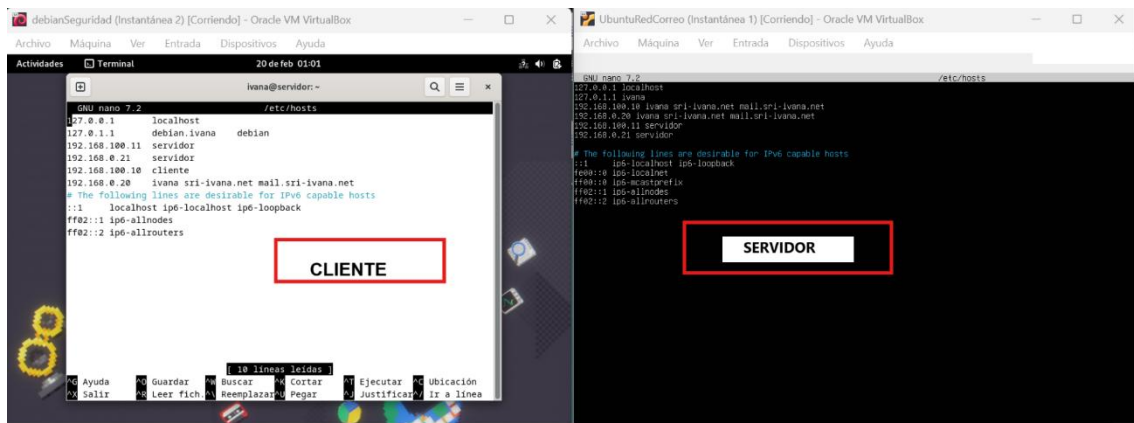 debianSeguridad (Instantánea 2) [Corriendo] - Oracle VM VirtualBox
Archivo Máquina Ver Entrada Dispositivos Ayuda
Actividades Terminal 20 de feb 01:01
ivana@servidor: ~
GNU nano 7.2 /etc/hosts
127.0.0.1 localhost
127.0.1.1 debian.ivana debian
192.168.100.11 servidor
192.168.0.21 servidor
192.168.100.10 cliente
192.168.0.20 ivana sri-ivana.net mail.sri-ivana.net
# The following lines are desirable for IPv6 capable hosts
::1 localhost ip6-localhost ip6-loopback
ff02::1 ip6-allnodes
ff02::2 ip6-allrouters
CLIENTE
[ 10 líneas leídas ]
^G Ayuda ^O Guardar ^W Buscar ^K Cortar ^T Ejecutar ^C Ubicación
^X Salir ^R Leer fich. ^\ Reemplazar ^U Pegar ^J Justificar ^/ Ir a línea
UbuntuRedCorreo (Instantánea 1) [Corriendo] - Oracle VM VirtualBox
Archivo Máquina Ver Entrada Dispositivos Ayuda
GNU nano 7.2 /etc/hosts
127.0.0.1 localhost
127.0.1.1 ivana
192.168.100.10 ivana sri-ivana.net mail.sri-ivana.net
192.168.0.20 ivana sri-ivana.net mail.sri-ivana.net
192.168.100.11 servidor
192.168.0.21 servidor
# The following lines are desirable for IPv6 capable hosts
::1 ip6-localhost ip6-loopback
fe00::0 ip6-localnet
ff00::0 ip6-mcastprefix
ff02::1 ip6-allnodes
ff02::2 ip6-allrouters
SERVIDOR